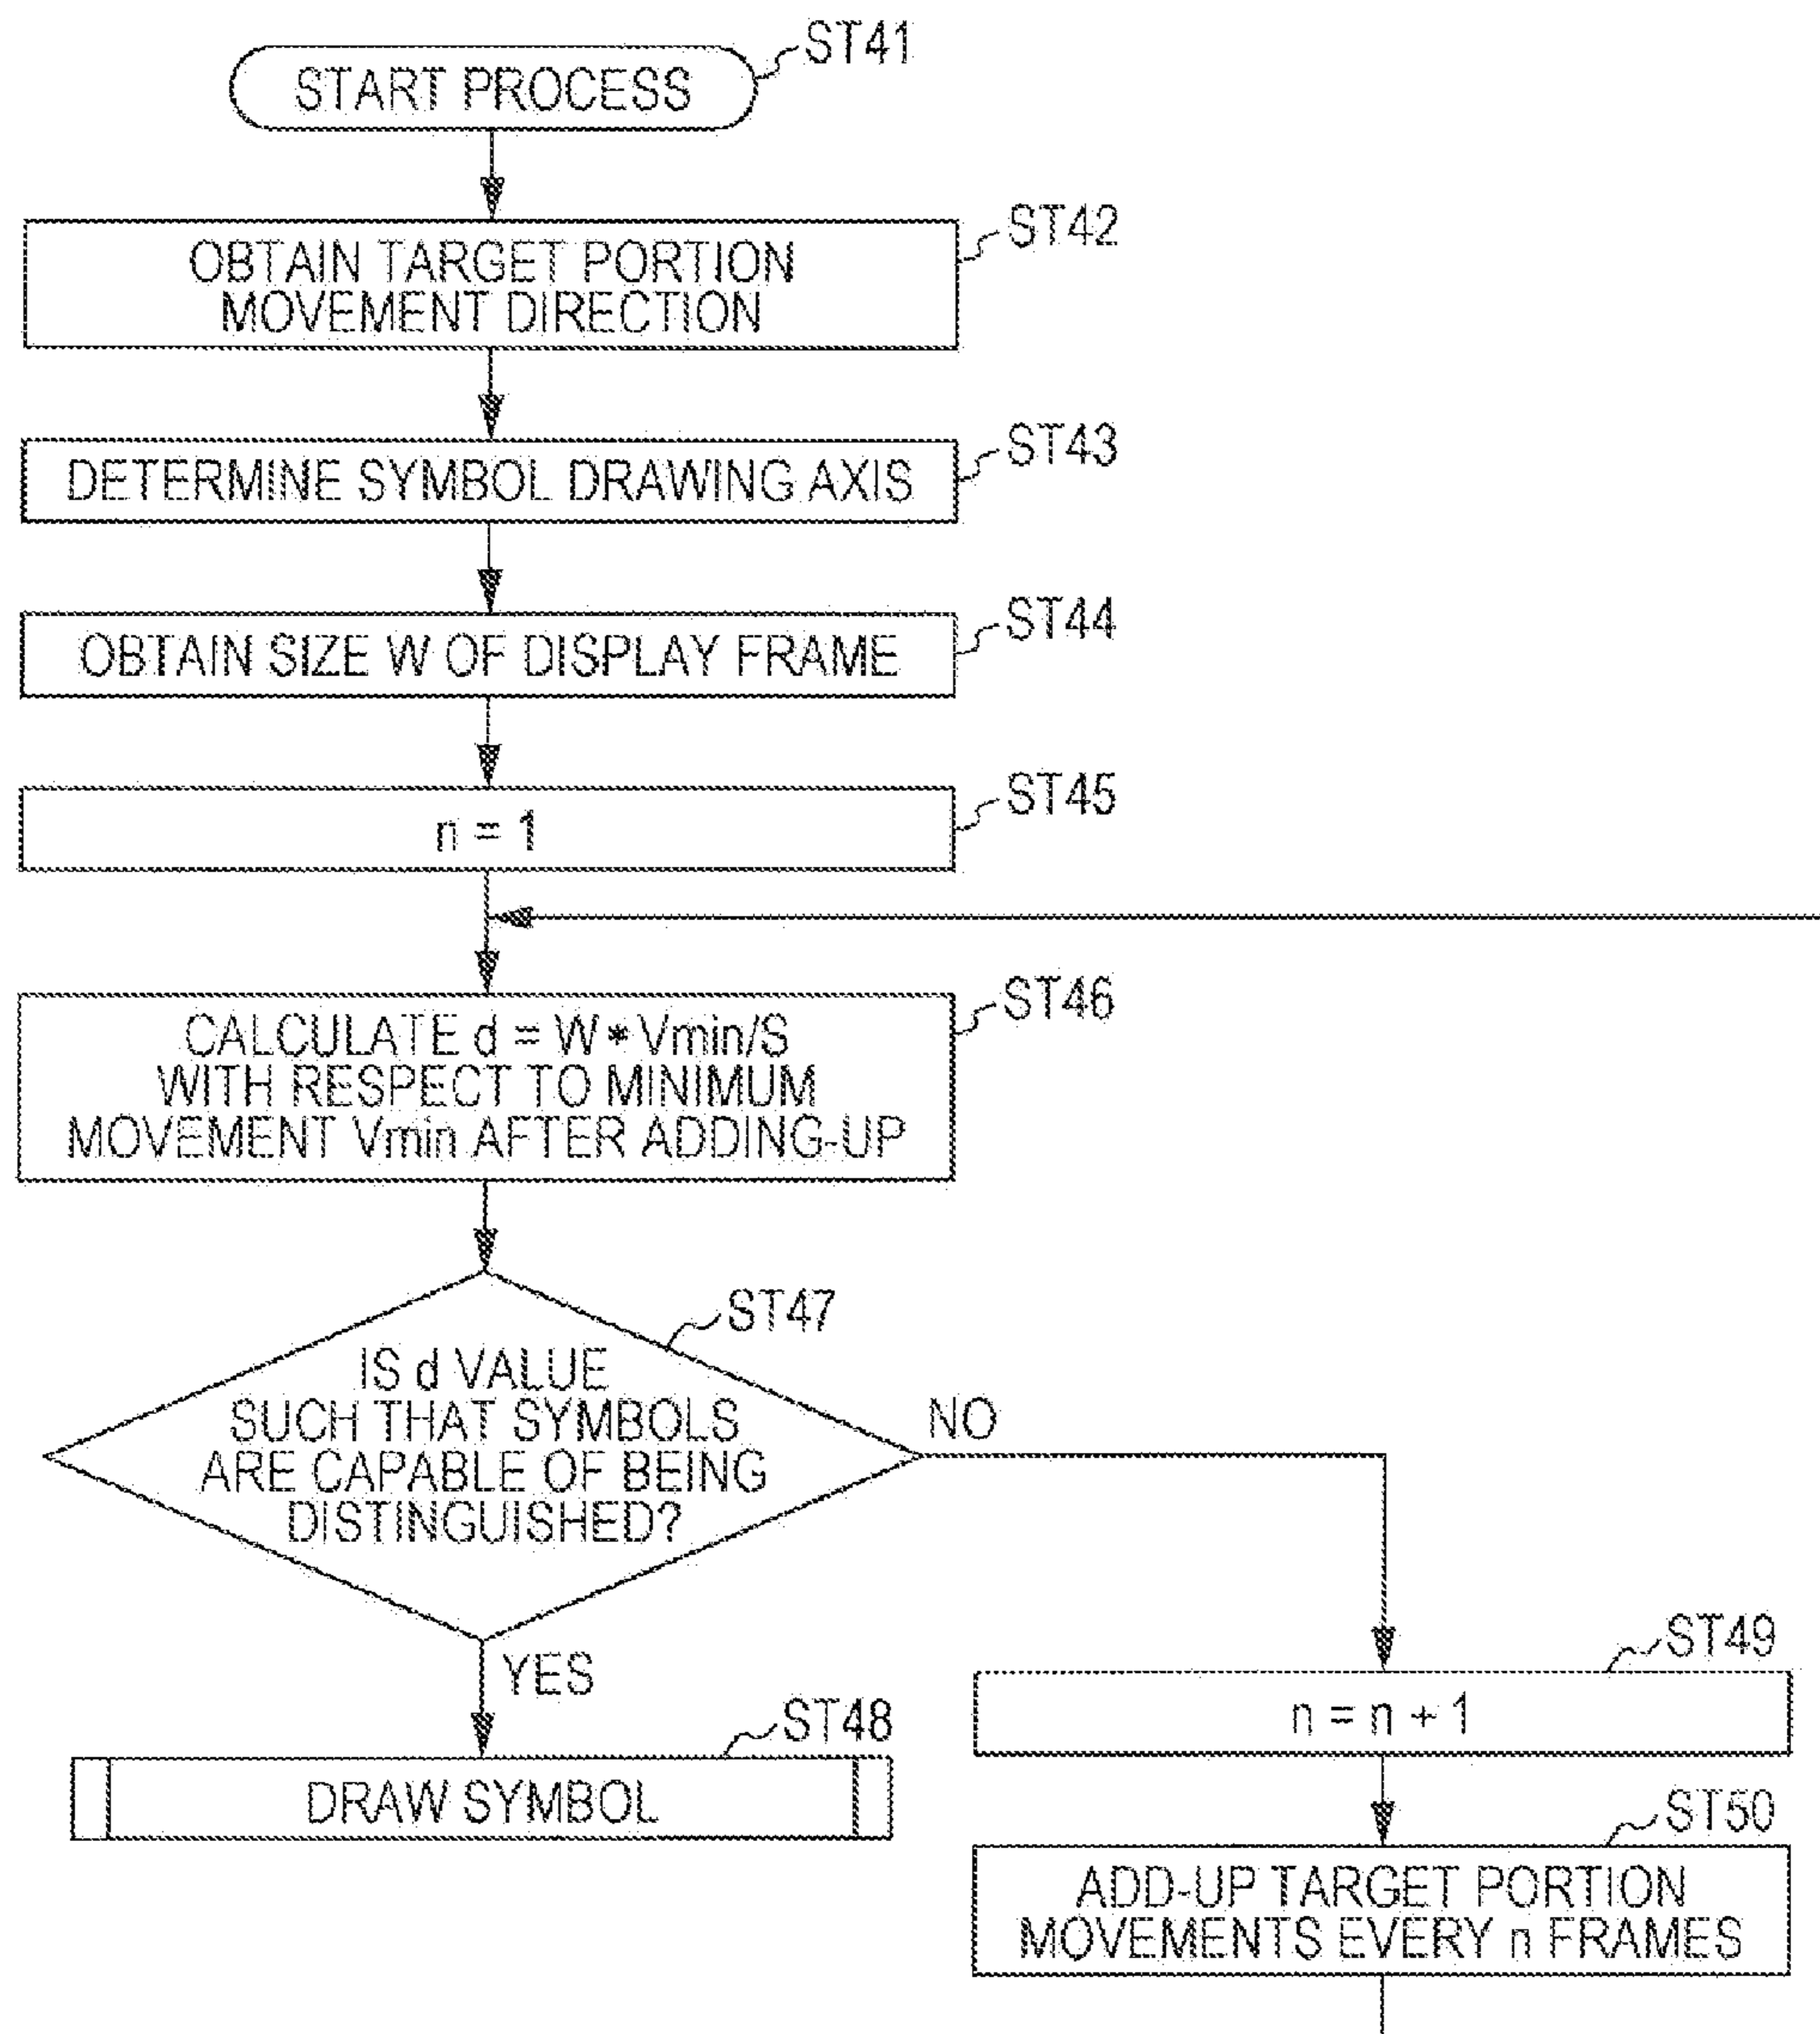 ST41
START PROCESS
ST42
OBTAIN TARGET PORTION
MOVEMENT DIRECTION
ST43
DETERMINE SYMBOL DRAWING AXIS
ST44
OBTAIN SIZE W OF DISPLAY FRAME
ST45
n = 1
ST46
CALCULATE d = W * Vmin/S
WITH RESPECT TO MINIMUM
MOVEMENT Vmin AFTER ADDING-UP
ST47
IS d VALUE
SUCH THAT SYMBOLS
ARE CAPABLE OF BEING
DISTINGUISHED?
NO
YES
ST48
DRAW SYMBOL
ST49
n = n + 1
ST50
ADD-UP TARGET PORTION
MOVEMENTS EVERY n FRAMES